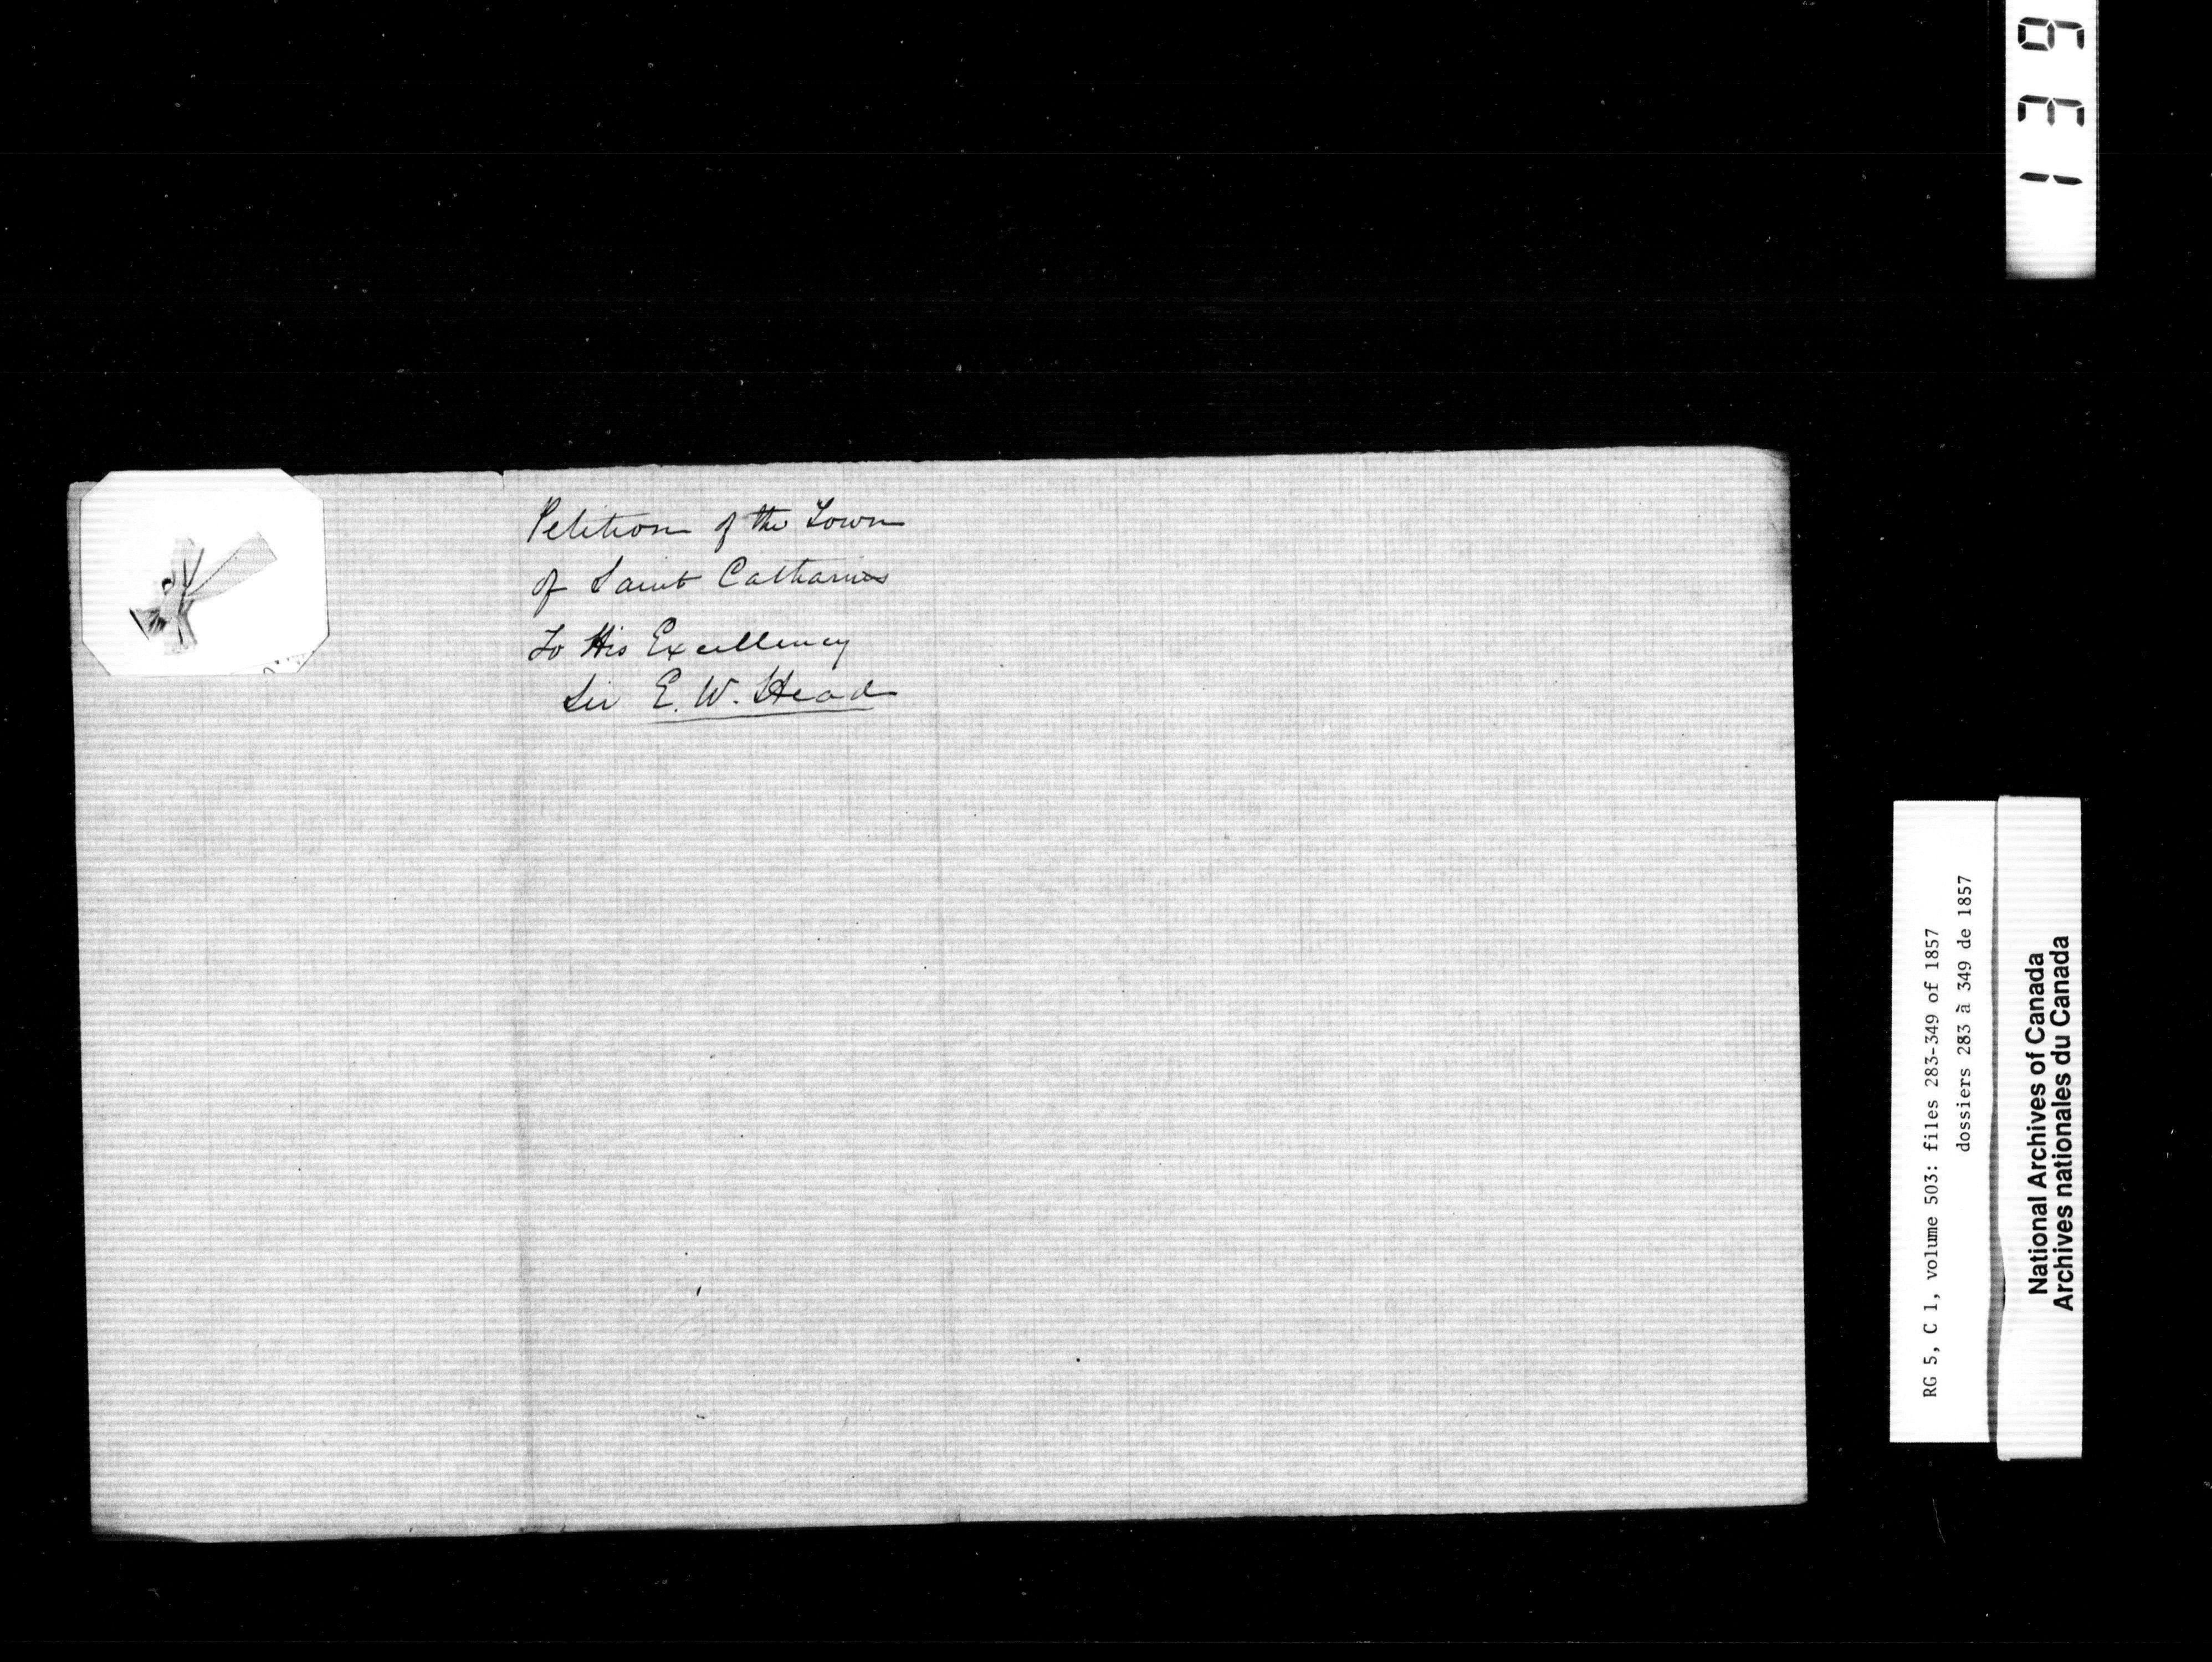 Petition of the Town
of Saint Catharines
To His Excellency
Sir E. W. Head
139
RG 5, C 1, volume 503: files 283-349 of 1857
dossiers 283 à 349 de 1857
National Archives of Canada
Archives nationales du Canada